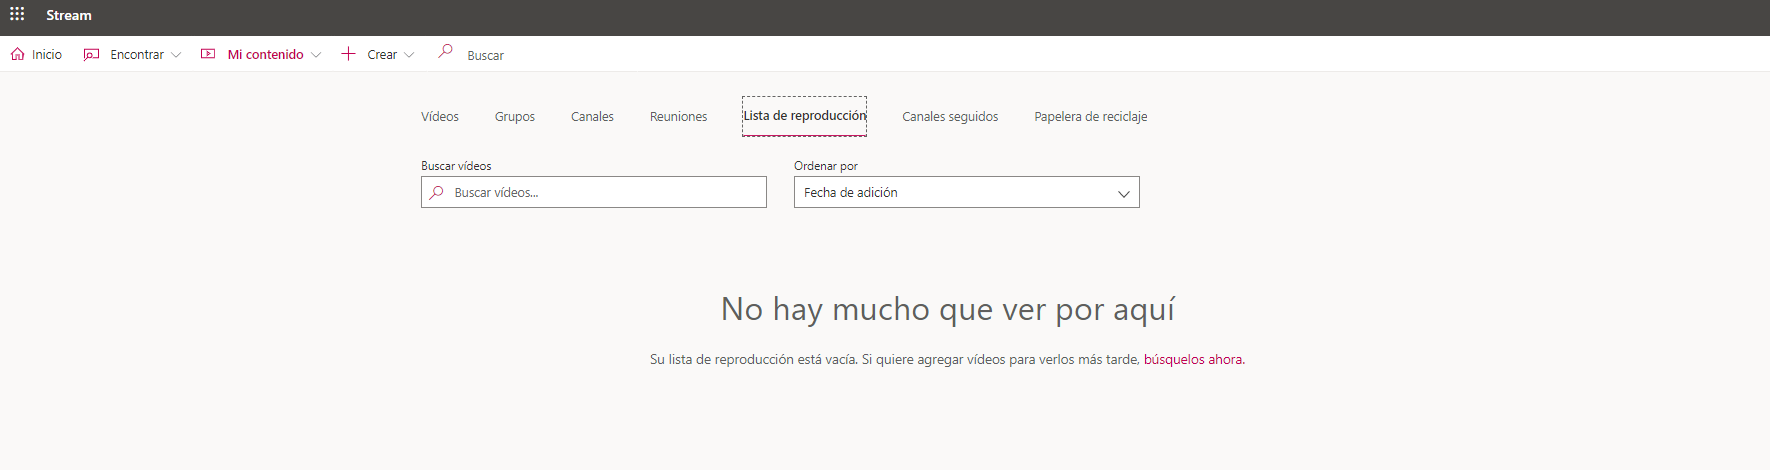 Stream
Inicio Encontrar Mi contenido Crear Buscar
Vídeos Grupos Canales Reuniones Lista de reproducción Canales seguidos Papelera de reciclaje
Buscar vídeos Ordenar por
Buscar vídeos... Fecha de adición
No hay mucho que ver por aquí
Su lista de reproducción está vacía. Si quiere agregar vídeos para verlos más tarde, búsquelos ahora.